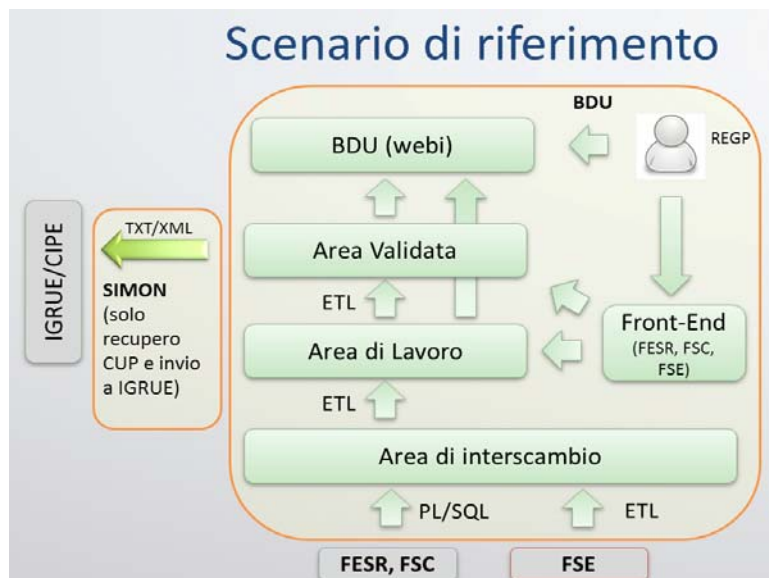 Scenario di riferimento
BDU
REGP
BDU (webi)
IGRUE/CIPE
TXT/XML
SIMON
(solo
recupero
CUP e invio
a IGRUE)
Area Validata
ETL
Front-End
(FESR, FSC,
FSE)
Area di Lavoro
ETL
Area di interscambio
PL/SQL
ETL
FESR, FSC
FSE